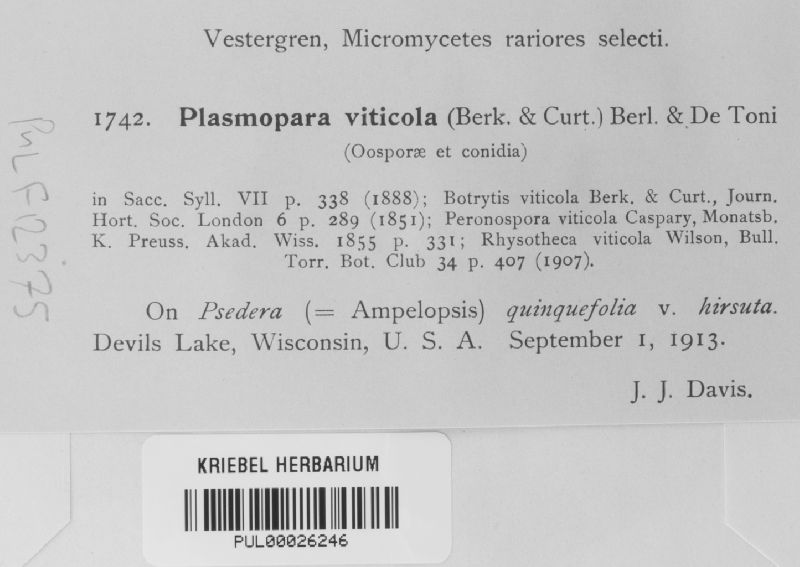 Vestergren, Micromycetes rariores selecti.
1742. Plasmopara viticola (Berk. & Curt.) Berl. & De Toni
(Oosporæ et conidia)
in Sacc. Syll. VII p. 338 (1888); Botrytis viticola Berk. & Curt., Journ.
Hort. Soc. London 6 p. 289 (1851); Peronospora viticola Caspary, Monatsb.
K. Preuss. Akad. Wiss. 1855 p. 331; Rhysotheca viticola Wilson, Bull.
Torr. Bot. Club 34 p. 407 (1907).
On Psedera (= Ampelopsis) quinquefolia v. hirsuta.
Devils Lake, Wisconsin, U. S. A. September 1, 1913.
J. J. Davis.
PUL F12375
KRIEBEL HERBARIUM
PUL00026246